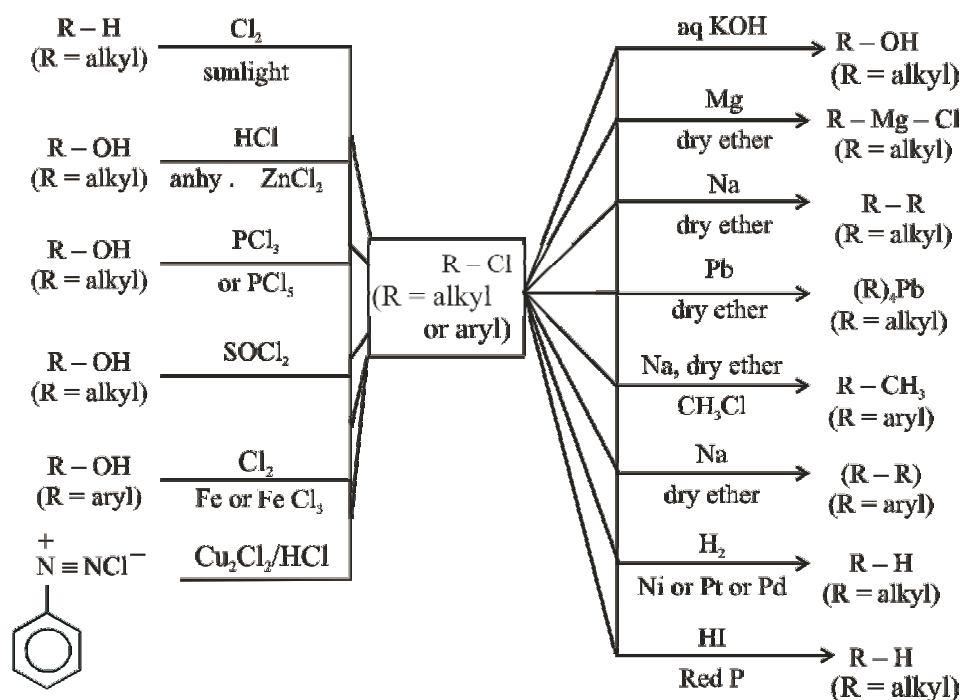 R – H
(R = alkyl)
Cl₂
sunlight
R – OH
(R = alkyl)
HCl
anhy . ZnCl₂
R – OH
(R = alkyl)
PCl₃
or PCl₅
R – OH
(R = alkyl)
SOCl₂
R – OH
(R = aryl)
Cl₂
Fe or Fe Cl₃
+
N ≡ NCl⁻
Cu₂Cl₂/HCl
R – Cl
(R = alkyl
or aryl)
aq KOH
R – OH
(R = alkyl)
Mg
dry ether
R – Mg – Cl
(R = alkyl)
Na
dry ether
R – R
(R = alkyl)
Pb
dry ether
(R)₄Pb
(R = alkyl)
Na, dry ether
CH₃Cl
R – CH₃
(R = aryl)
Na
dry ether
(R – R)
(R = aryl)
H₂
Ni or Pt or Pd
R – H
(R = alkyl)
HI
Red P
R – H
(R = alkyl)